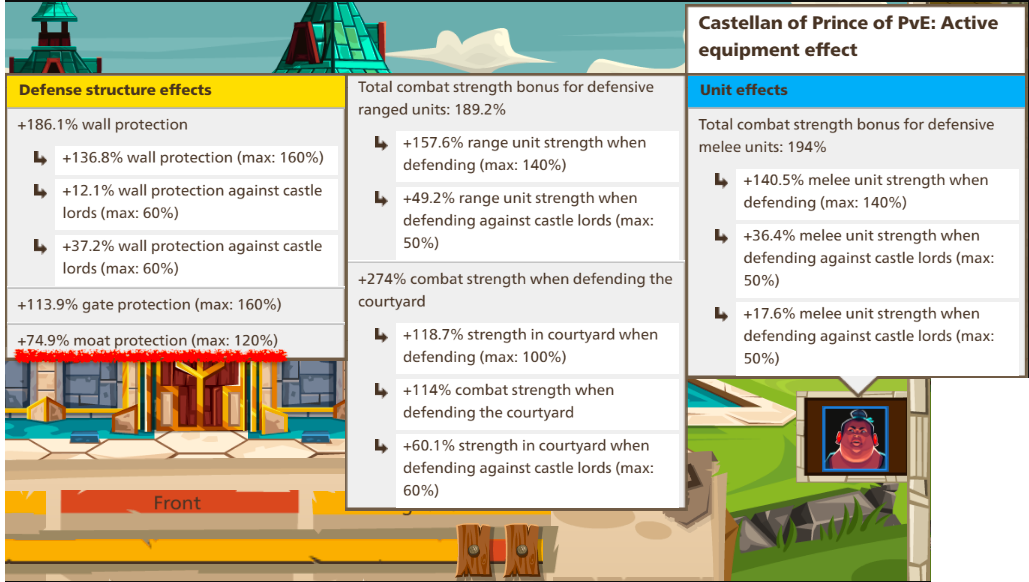 Castellan of Prince of PvE: Active
equipment effect
Defense structure effects
+186.1% wall protection
+136.8% wall protection (max: 160%)
+12.1% wall protection against castle
lords (max: 60%)
+37.2% wall protection against castle
lords (max: 60%)
+113.9% gate protection (max: 160%)
+74.9% moat protection (max: 120%)
Front
Total combat strength bonus for defensive
ranged units: 189.2%
+157.6% range unit strength when
defending (max: 140%)
+49.2% range unit strength when
defending against castle lords (max:
50%)
+274% combat strength when defending the
courtyard
+118.7% strength in courtyard when
defending (max: 100%)
+114% combat strength when
defending the courtyard
+60.1% strength in courtyard when
defending against castle lords (max:
60%)
Unit effects
Total combat strength bonus for defensive
melee units: 194%
+140.5% melee unit strength when
defending (max: 140%)
+36.4% melee unit strength when
defending against castle lords (max:
50%)
+17.6% melee unit strength when
defending against castle lords (max:
50%)